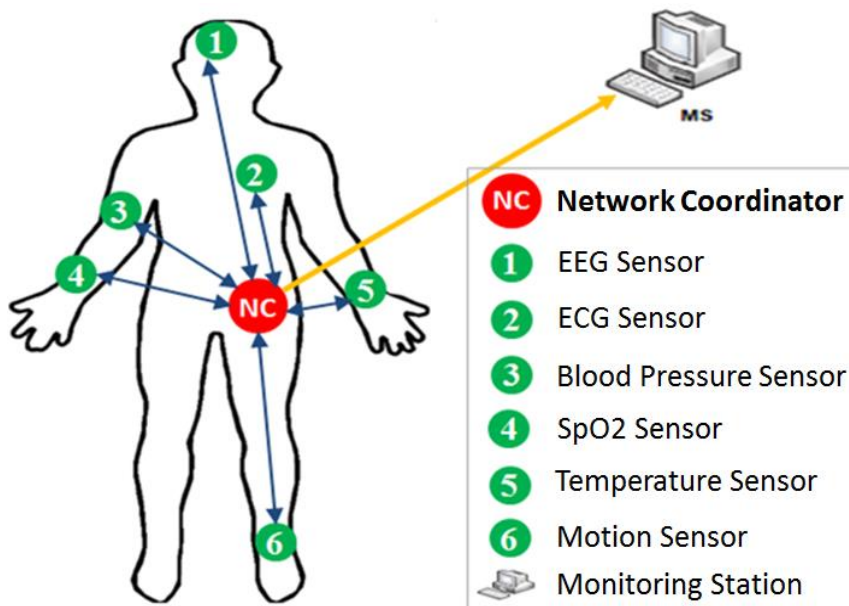 1
MS
2
3
4
5
NC
6
NC Network Coordinator
1 EEG Sensor
2 ECG Sensor
3 Blood Pressure Sensor
4 SpO2 Sensor
5 Temperature Sensor
6 Motion Sensor
Monitoring Station